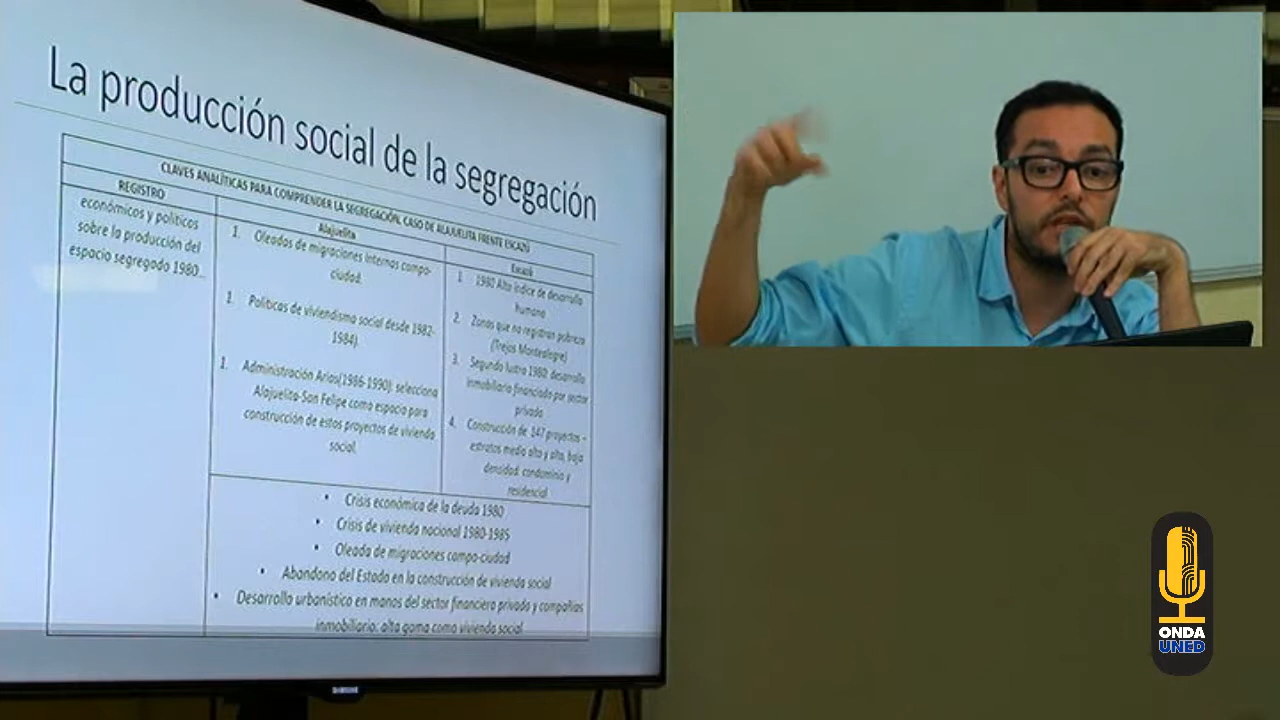 La producción social de la segregación
CLAVES ANALÍTICAS PARA COMPRENDER LA SEGREGACIÓN. CASO DE ALAJUELITA FRENTE ESCAZÚ
REGISTRO
económicos y políticos
sobre la producción del
espacio segregado 1980...
Alajuelita
1. Oleadas de migraciones internas campo-
ciudad.
1. Políticas de viviendismo social desde 1982-
1984).
1. Administración Arias(1986-1990): selecciona
Alajuelita-San Felipe como espacio para
construcción de estos proyectos de vivienda
social.
Escazú
1. 1980 Alto índice de desarrollo
humano
2. Zonas que no registran pobreza
(Trejos Montealegre)
3. Segundo lustro 1980: desarrollo
inmobiliario financiado por sector
privado
4. Construcción de 147 proyectos –
estratos medio alto y alto, baja
densidad: condominio y
residencial
• Crisis económica de la deuda 1980
• Crisis de vivienda nacional 1980-1985
• Oleada de migraciones campo-ciudad
• Abandono del Estado en la construcción de vivienda social
• Desarrollo urbanístico en manos del sector financiero privado y compañías
inmobiliario: alta gama como vivienda social
SAMSUNG
ONDA
UNED